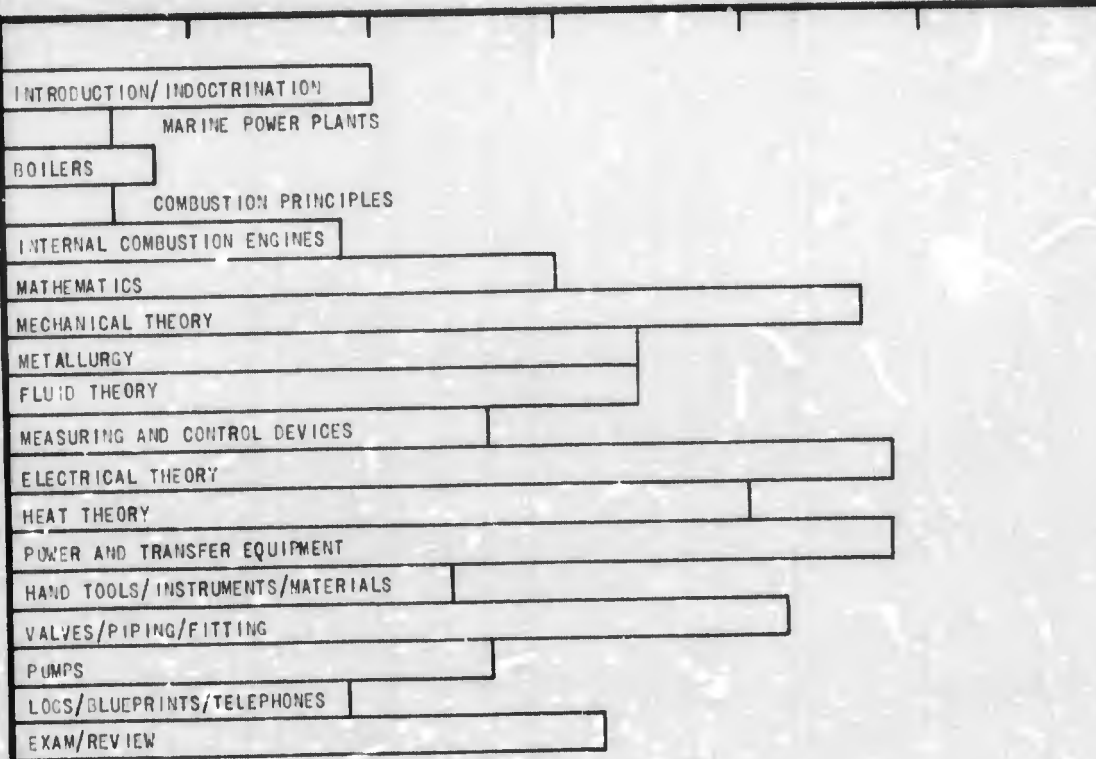 INTRODUCTION/INDOCTRINATION
MARINE POWER PLANTS
BOILERS
COMBUSTION PRINCIPLES
INTERNAL COMBUSTION ENGINES
MATHEMATICS
MECHANICAL THEORY
METALLURGY
FLUID THEORY
MEASURING AND CONTROL DEVICES
ELECTRICAL THEORY
HEAT THEORY
POWER AND TRANSFER EQUIPMENT
HAND TOOLS/INSTRUMENTS/MATERIALS
VALVES/PIPING/FITTING
PUMPS
LOGS/BLUEPRINTS/TELEPHONES
EXAM/REVIEW